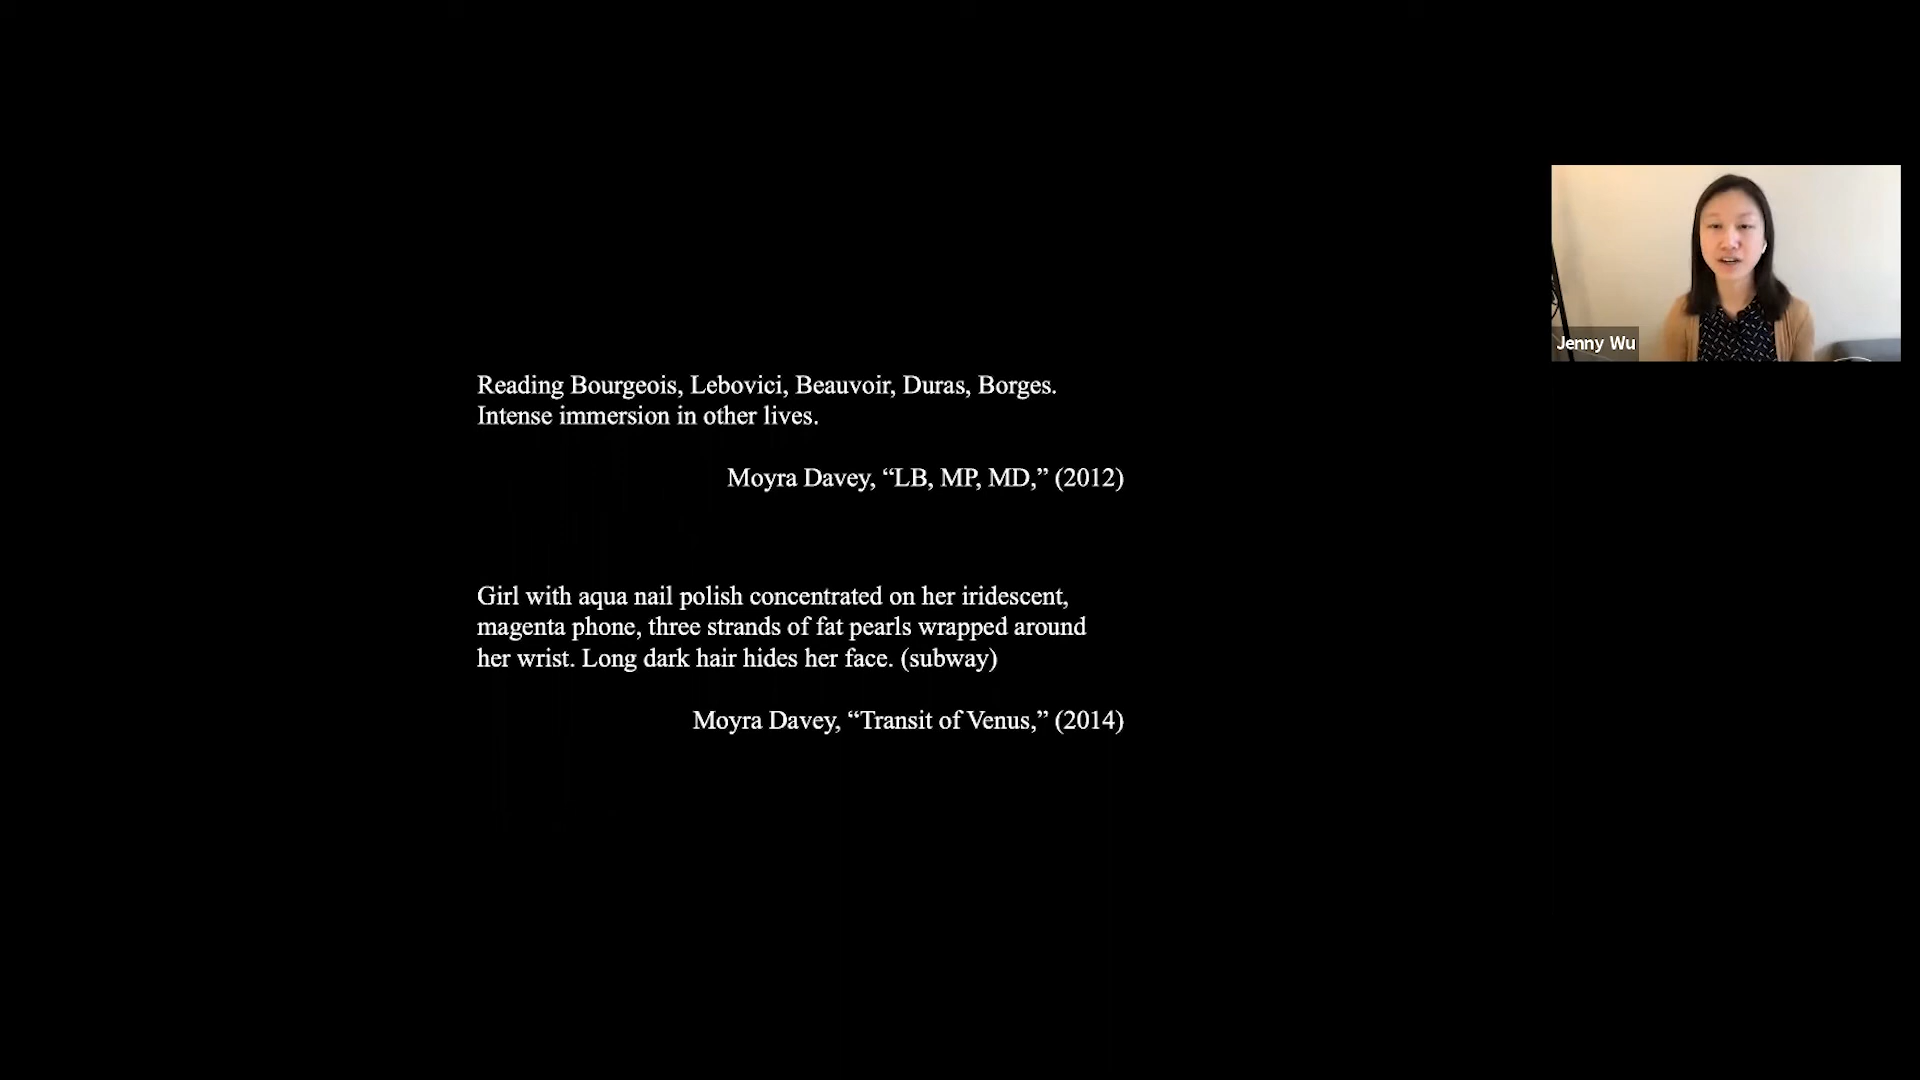 Reading Bourgeois, Lebovici, Beauvoir, Duras, Borges.
Intense immersion in other lives.
Moyra Davey, “LB, MP, MD,” (2012)
Girl with aqua nail polish concentrated on her iridescent,
magenta phone, three strands of fat pearls wrapped around
her wrist. Long dark hair hides her face. (subway)
Moyra Davey, “Transit of Venus,” (2014)
Jenny Wu